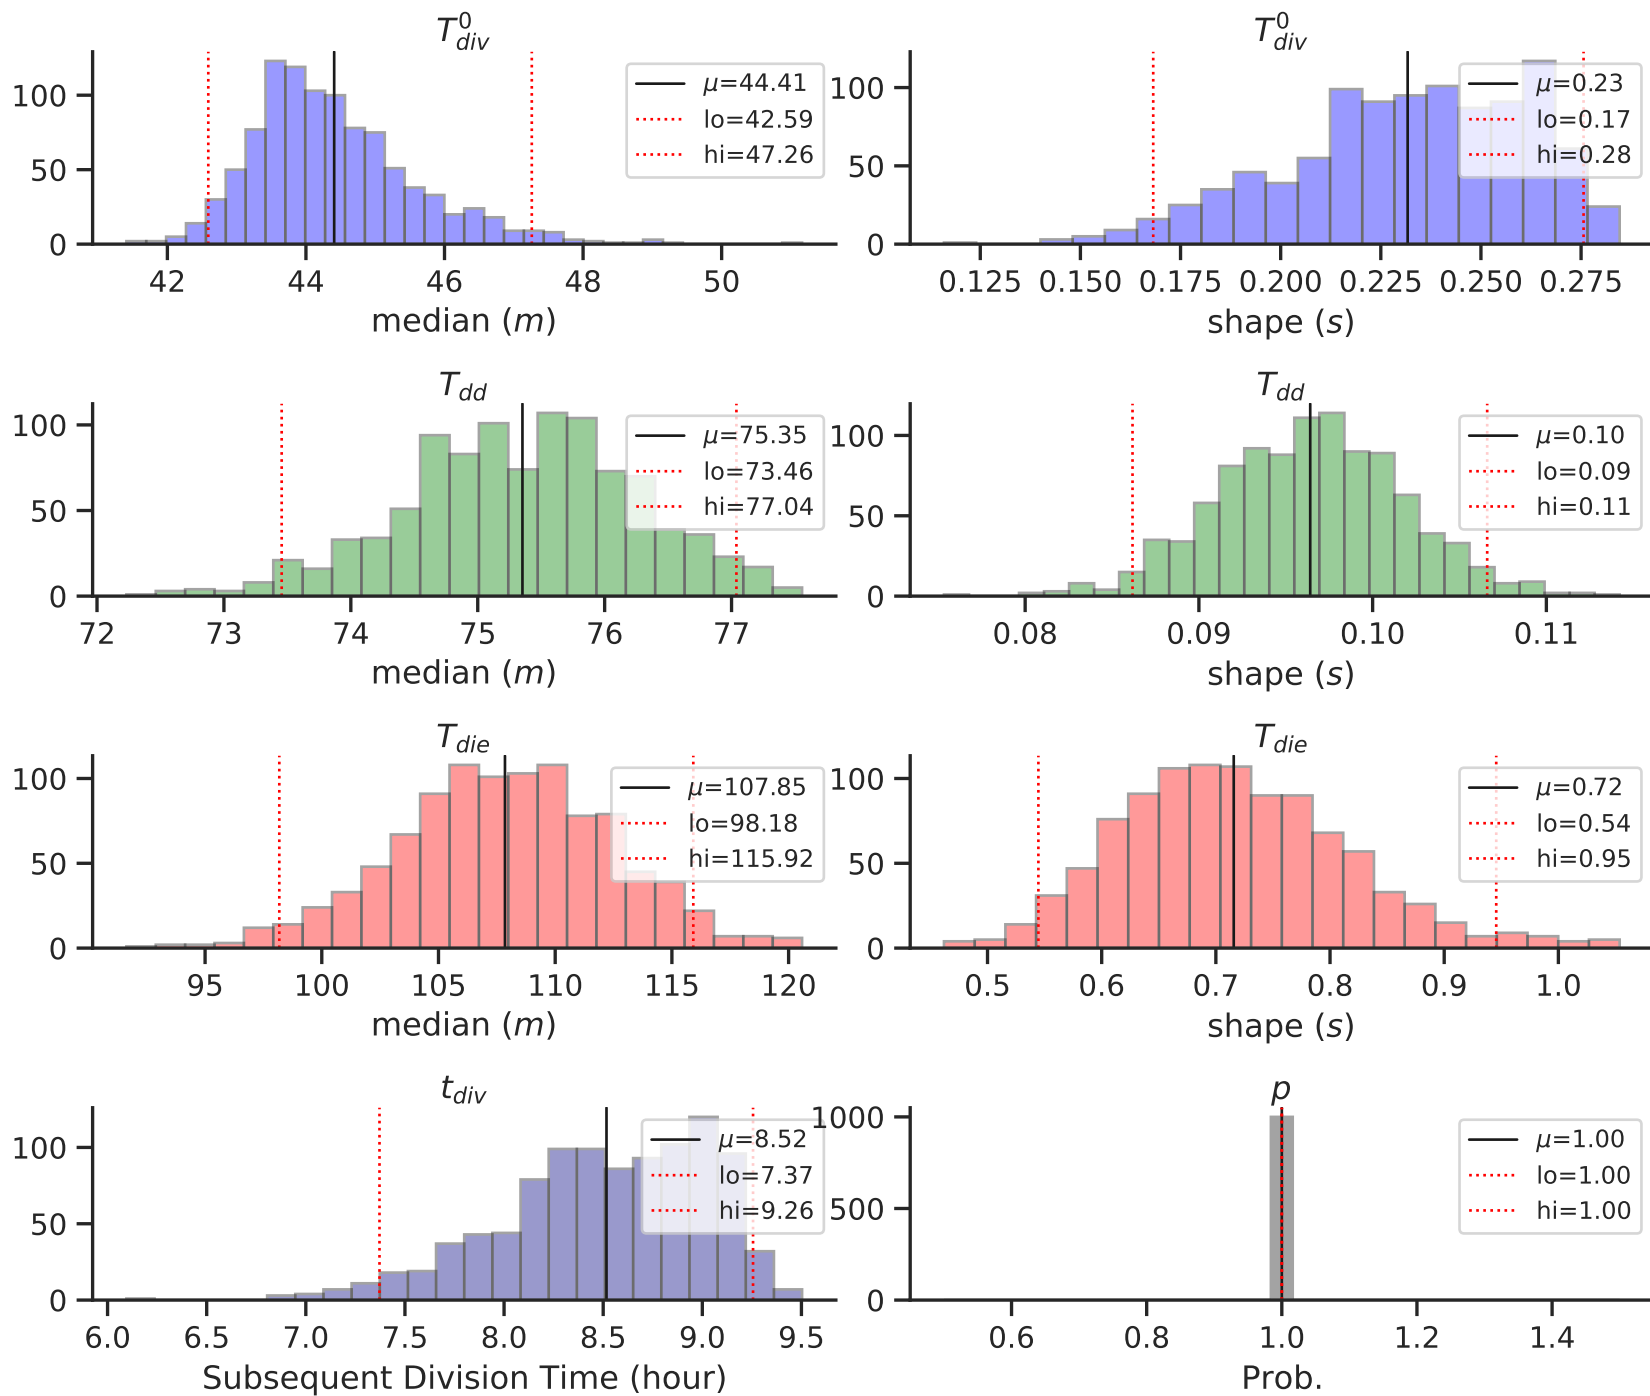 T⁰div
100
50
0
42 44 46 48 50
median (m)
μ=44.41
lo=42.59
hi=47.26
T⁰div
100
50
0
0.125 0.150 0.175 0.200 0.225 0.250 0.275
shape (s)
μ=0.23
lo=0.17
hi=0.28
Tdd
100
50
0
72 73 74 75 76 77
median (m)
μ=75.35
lo=73.46
hi=77.04
Tdd
100
50
0
0.08 0.09 0.10 0.11
shape (s)
μ=0.10
lo=0.09
hi=0.11
Tdie
100
50
0
95 100 105 110 115 120
median (m)
μ=107.85
lo=98.18
hi=115.92
Tdie
100
50
0
0.5 0.6 0.7 0.8 0.9 1.0
shape (s)
μ=0.72
lo=0.54
hi=0.95
tdiv
100
50
0
6.0 6.5 7.0 7.5 8.0 8.5 9.0 9.5
Subsequent Division Time (hour)
μ=8.52
lo=7.37
hi=9.26
p
1000
500
0
0.6 0.8 1.0 1.2 1.4
Prob.
μ=1.00
lo=1.00
hi=1.00